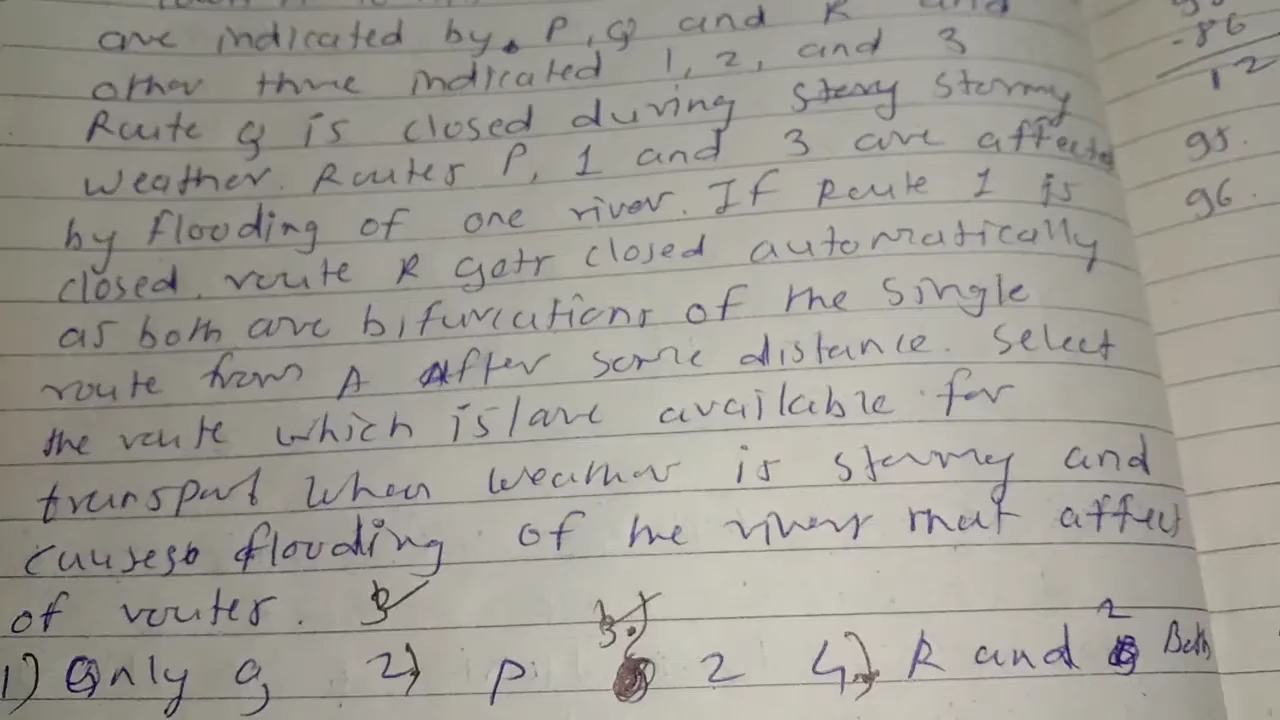 are indicated by. P, Q and R and
other three indicated 1, 2, and 3
Route Q is closed during stormy
Weather. Routes P, 1 and 3 are affected
by flooding of one river. If Route 1 is
closed. route R gets closed automatically
as both are bifurcations of the single
route from A After some distance. Select
the route which is/are available for
transport when weather is stormy and
causes flooding of the rivers that affect
of routes. 3
1) Only Q 2) P 3. 2 4) R and 2 Both
-86
12
95.
96.